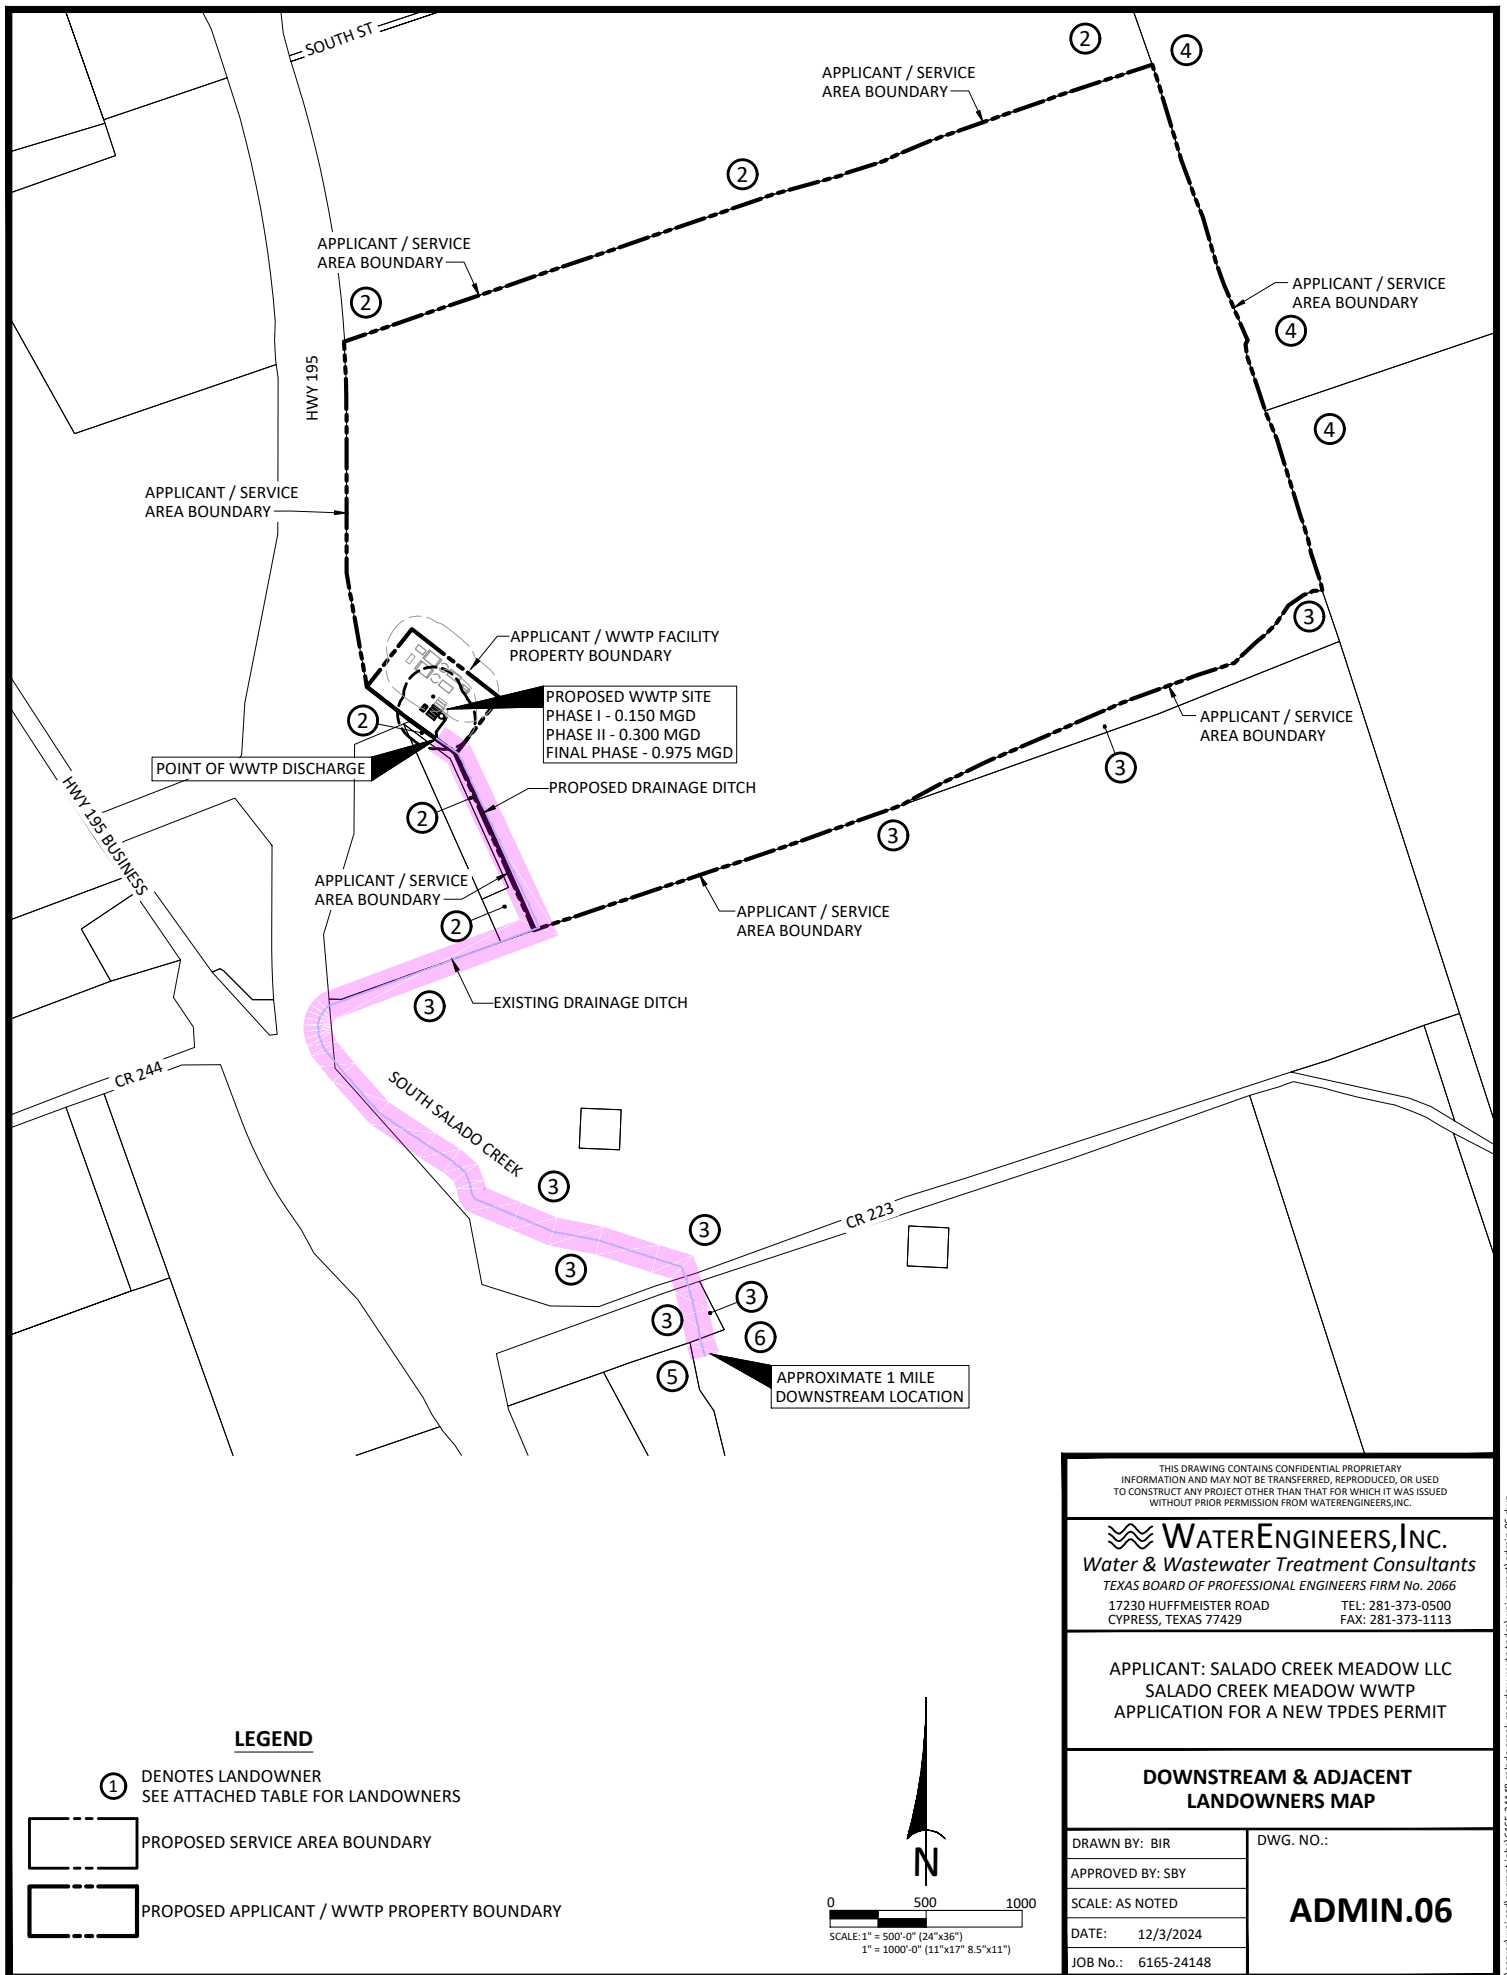 SOUTH ST
2
4
APPLICANT / SERVICE
AREA BOUNDARY
2
APPLICANT / SERVICE
AREA BOUNDARY
2
APPLICANT / SERVICE
AREA BOUNDARY
4
HWY 195
4
APPLICANT / SERVICE
AREA BOUNDARY
3
APPLICANT / WWTP FACILITY
PROPERTY BOUNDARY
PROPOSED WWTP SITE
PHASE I - 0.150 MGD
PHASE II - 0.300 MGD
FINAL PHASE - 0.975 MGD
2
APPLICANT / SERVICE
AREA BOUNDARY
POINT OF WWTP DISCHARGE
3
PROPOSED DRAINAGE DITCH
2
HWY 195 BUSINESS
3
APPLICANT / SERVICE
AREA BOUNDARY
2
APPLICANT / SERVICE
AREA BOUNDARY
3
EXISTING DRAINAGE DITCH
CR 244
SOUTH SALADO CREEK
3
CR 223
3
3
3
3
6
5
APPROXIMATE 1 MILE
DOWNSTREAM LOCATION
THIS DRAWING CONTAINS CONFIDENTIAL PROPRIETARY
INFORMATION AND MAY NOT BE TRANSFERRED, REPRODUCED, OR USED
TO CONSTRUCT ANY PROJECT OTHER THAN THAT FOR WHICH IT WAS ISSUED
WITHOUT PRIOR PERMISSION FROM WATERENGINEERS,INC.
WATERENGINEERS,INC.
Water & Wastewater Treatment Consultants
TEXAS BOARD OF PROFESSIONAL ENGINEERS FIRM No. 2066
17230 HUFFMEISTER ROAD TEL: 281-373-0500
CYPRESS, TEXAS 77429 FAX: 281-373-1113
APPLICANT: SALADO CREEK MEADOW LLC
SALADO CREEK MEADOW WWTP
APPLICATION FOR A NEW TPDES PERMIT
DOWNSTREAM & ADJACENT
LANDOWNERS MAP
DRAWN BY: BIR
APPROVED BY: SBY
SCALE: AS NOTED
DATE: 12/3/2024
JOB No.: 6165-24148
DWG. NO.:
ADMIN.06
LEGEND
1 DENOTES LANDOWNER
SEE ATTACHED TABLE FOR LANDOWNERS
PROPOSED SERVICE AREA BOUNDARY
PROPOSED APPLICANT / WWTP PROPERTY BOUNDARY
N
0 500 1000
SCALE: 1" = 500'-0" (24"x36")
1" = 1000'-0" (11"x17" 8.5"x11")